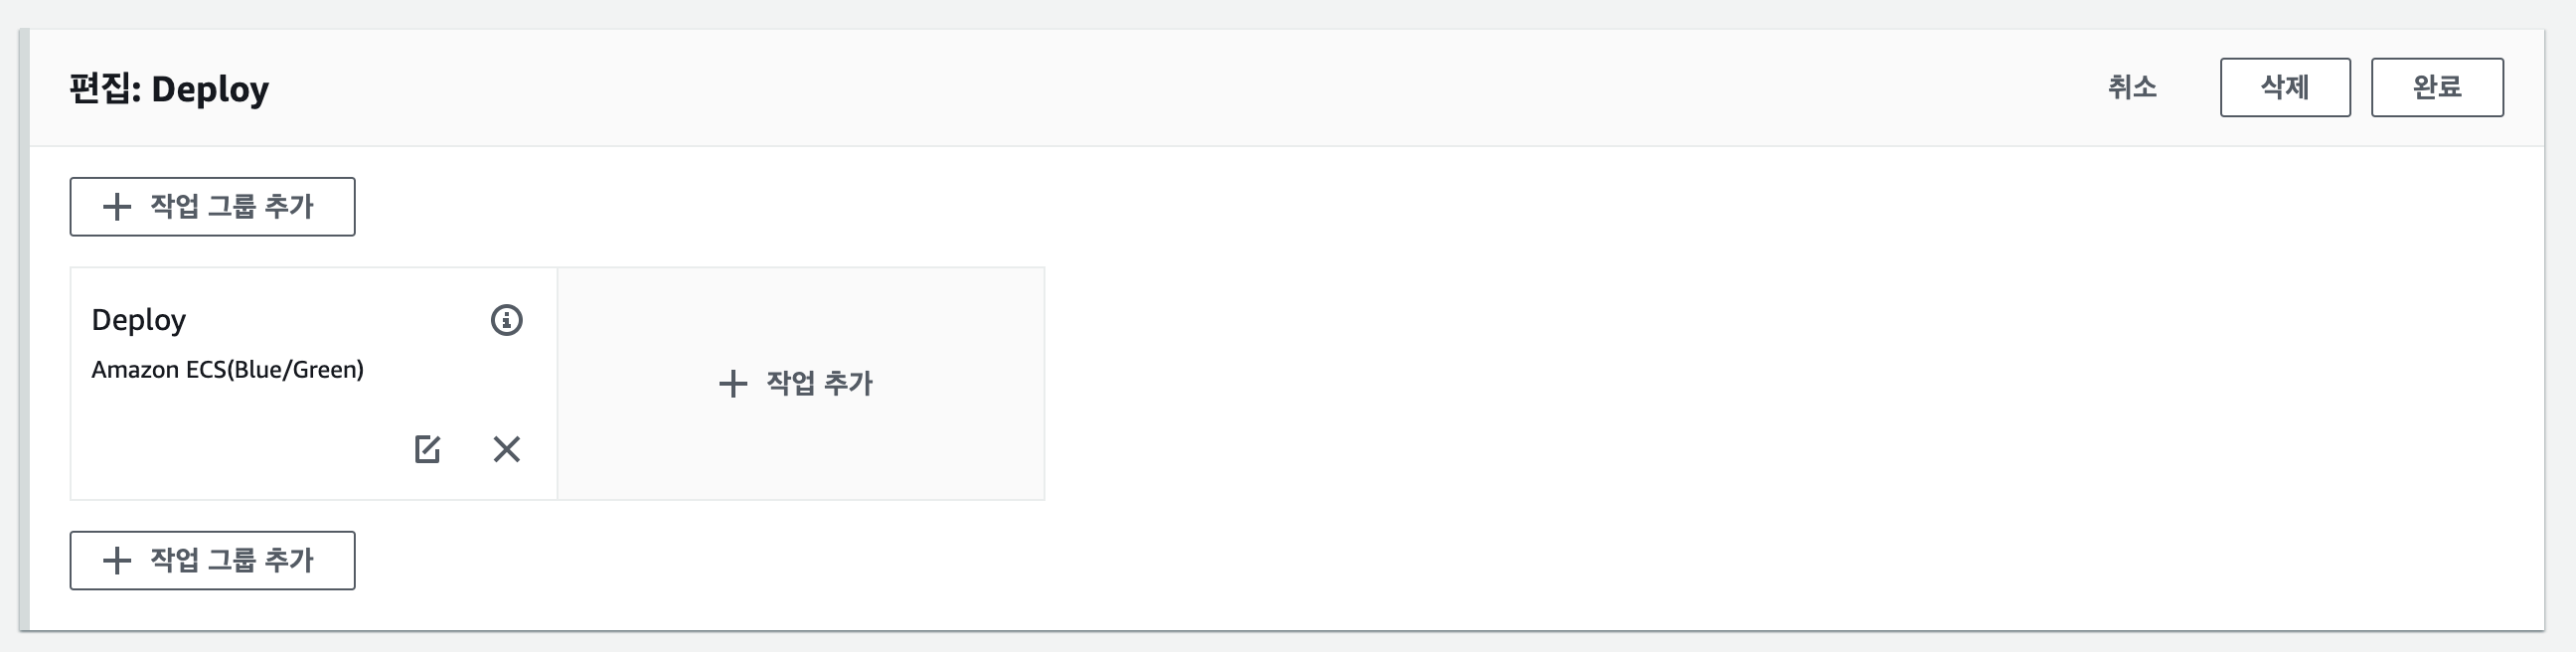 편집: Deploy
취소
삭제
완료
작업 그룹 추가
Deploy
Amazon ECS(Blue/Green)
작업 추가
작업 그룹 추가